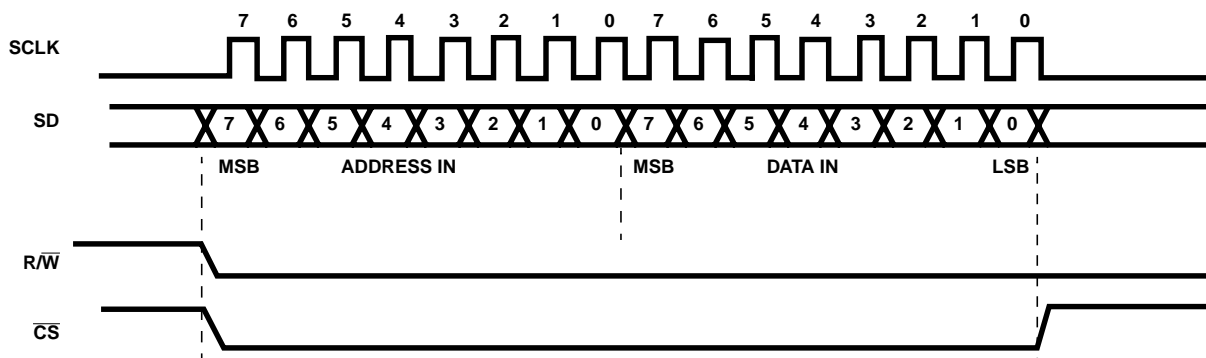 7 6 5 4 3 2 1 0 7 6 5 4 3 2 1 0
SCLK
SD 7 6 5 4 3 2 1 0 7 6 5 4 3 2 1 0
MSB ADDRESS IN MSB DATA IN LSB
R/W̅
C̅S̅